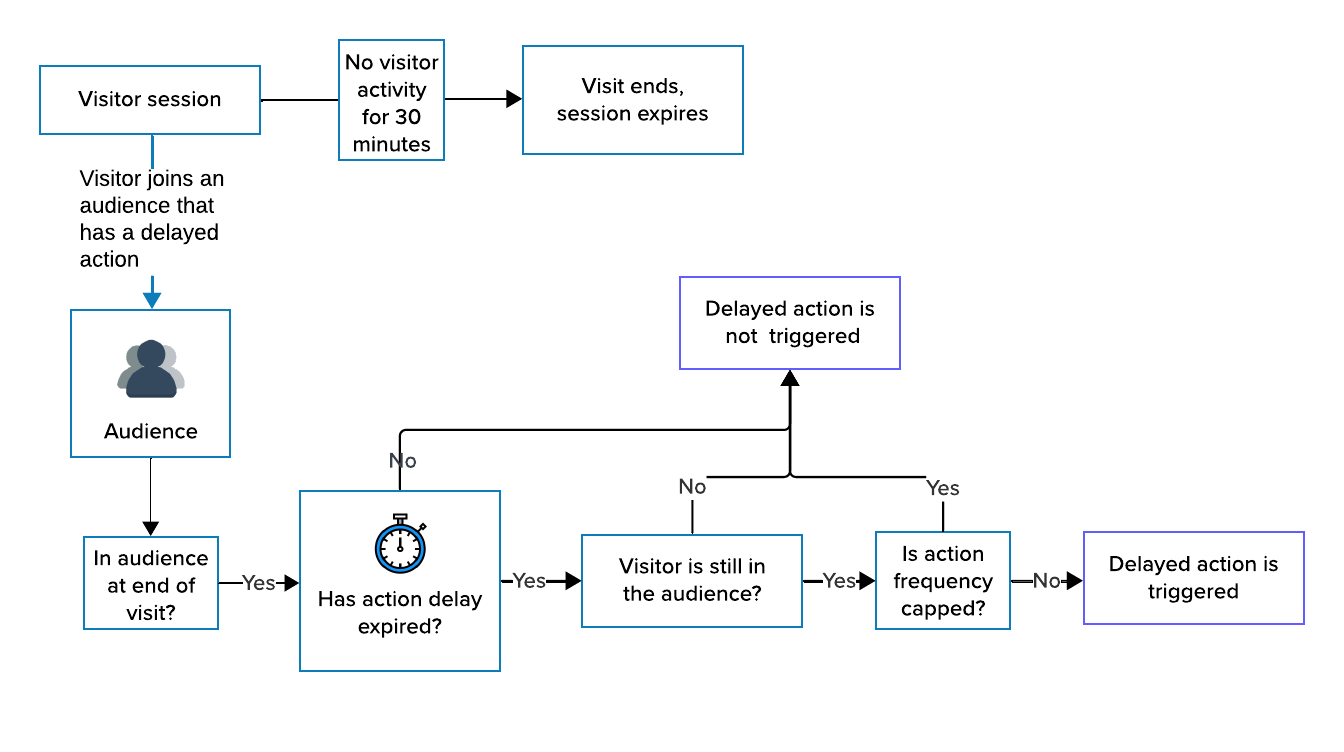 Visitor session
No visitor
activity
for 30
minutes
Visit ends,
session expires
Visitor joins an
audience that
has a delayed
action
Audience
Delayed action is
not triggered
No
No
Yes
In audience
at end of
visit?
Yes
Has action delay
expired?
Yes
Visitor is still in
the audience?
Yes
Is action
frequency
capped?
No
Delayed action is
triggered